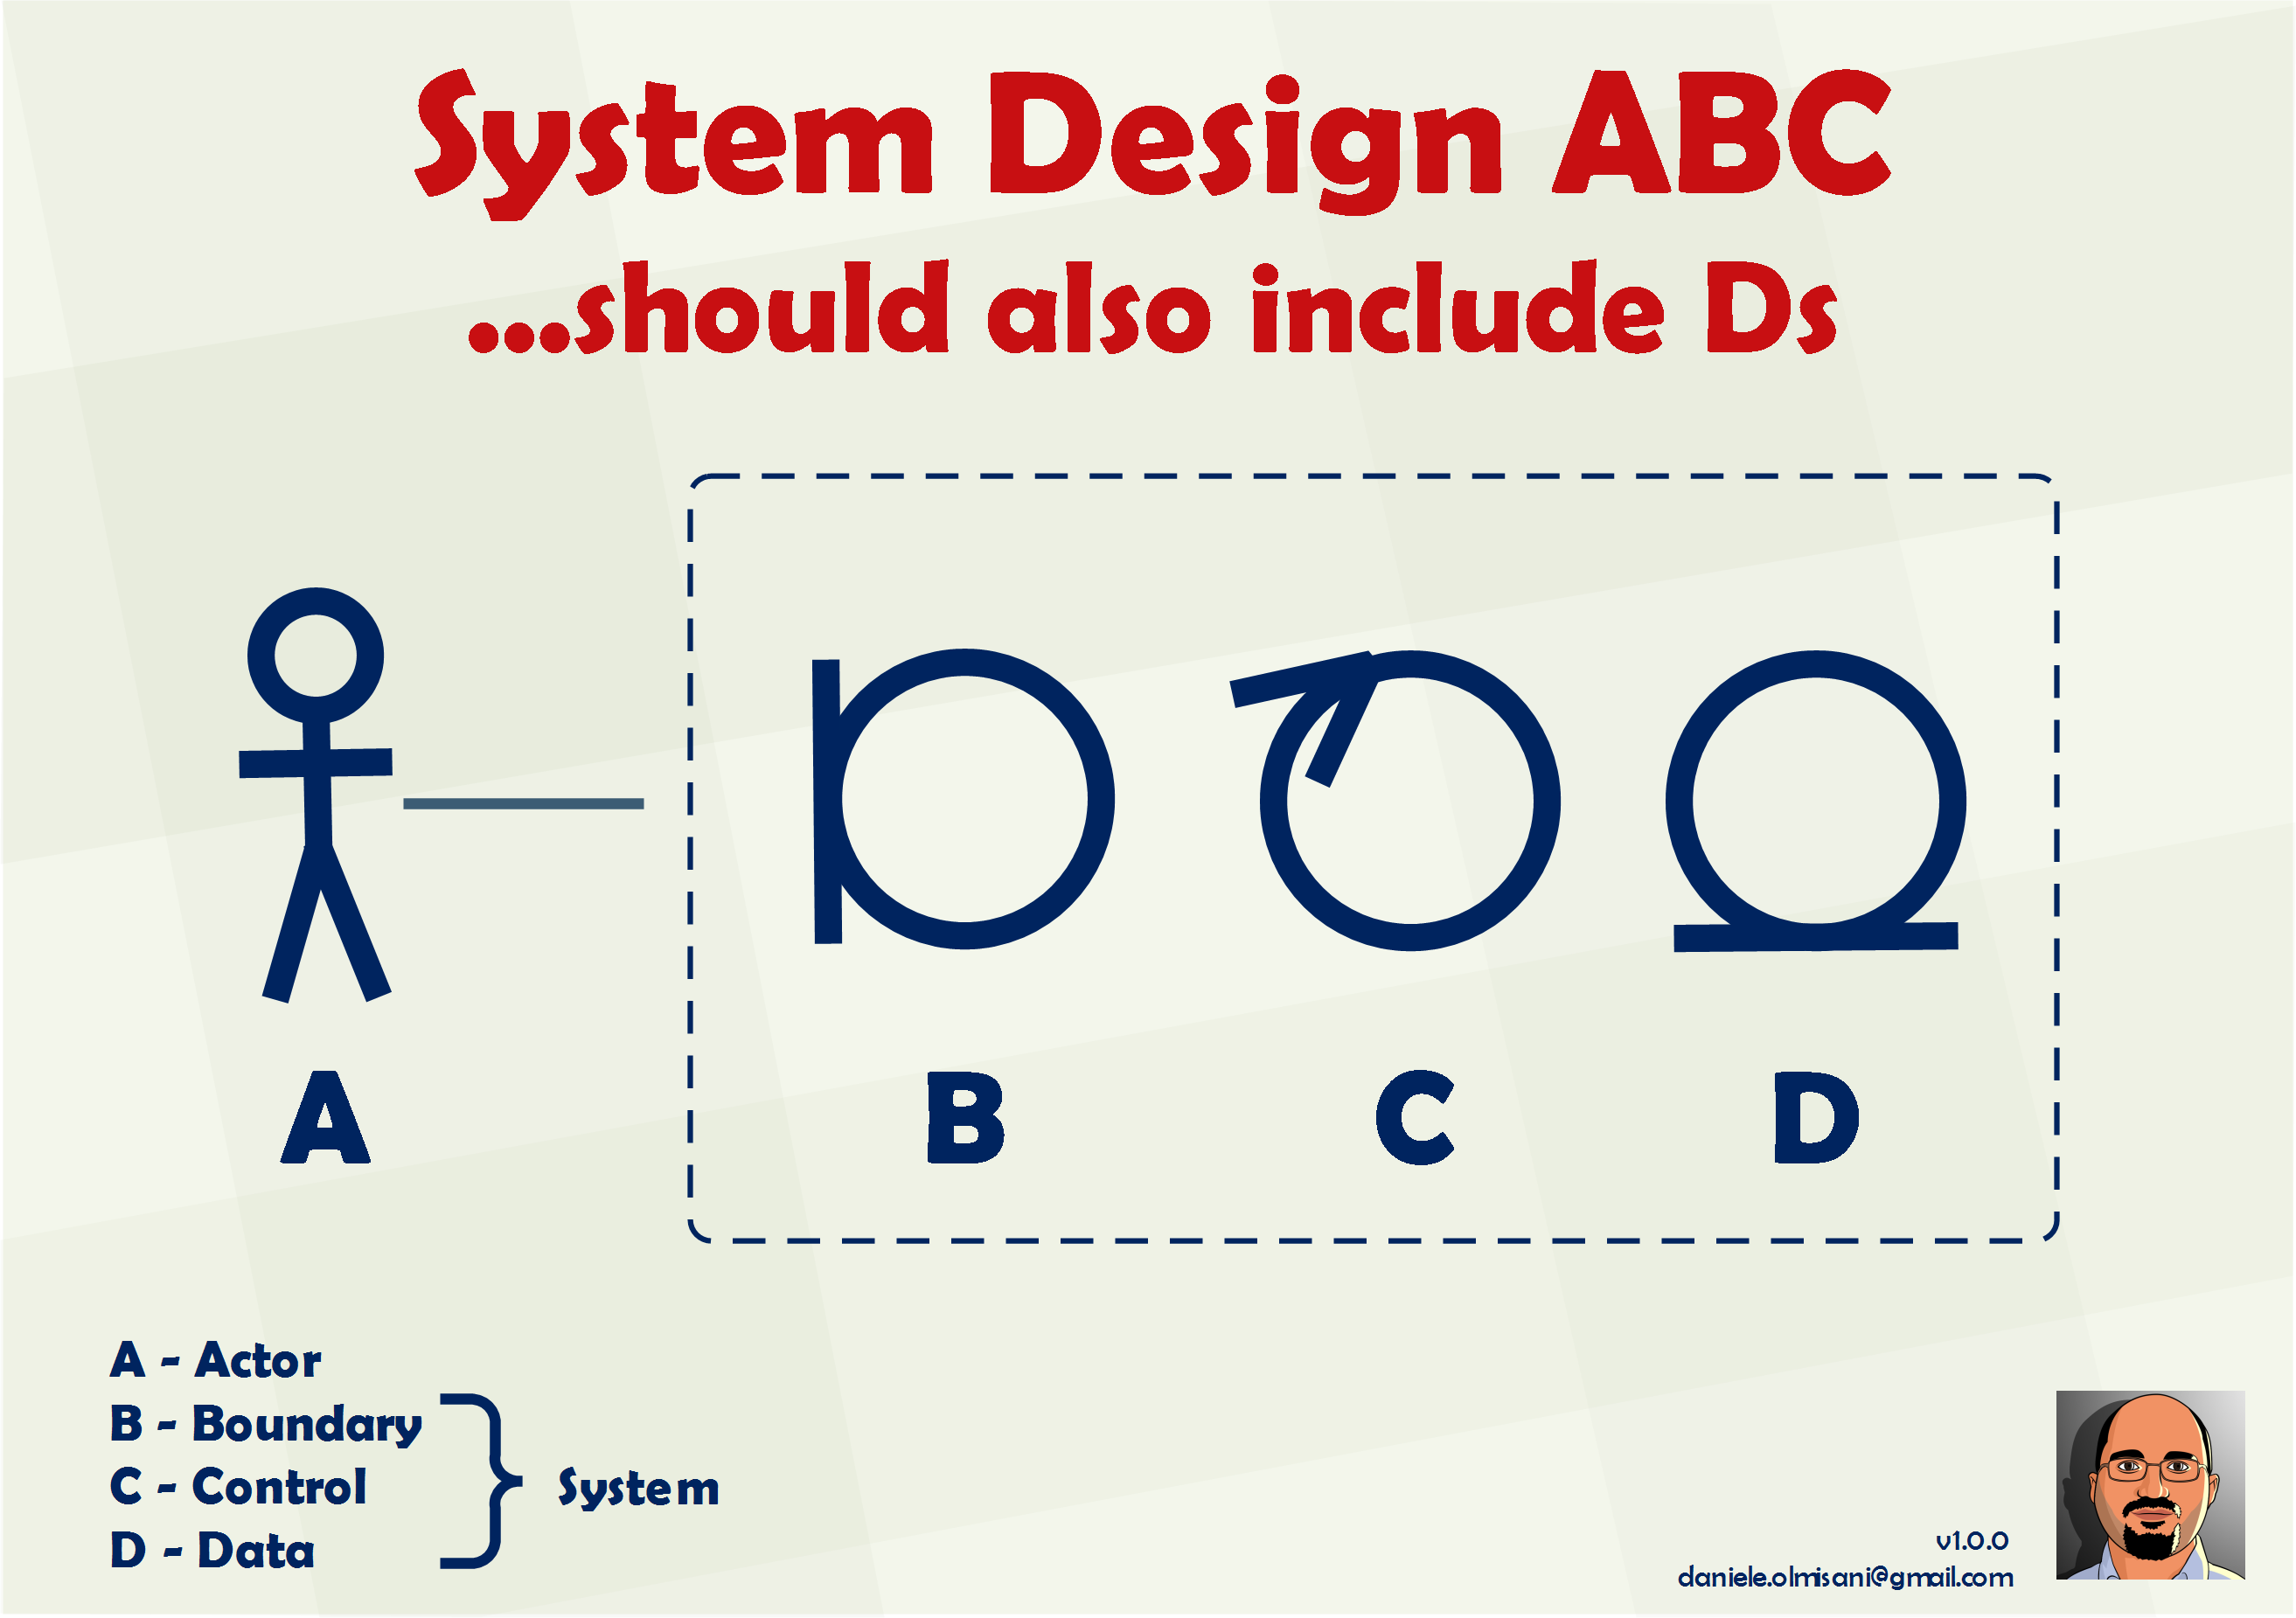 System Design ABC
...should also include Ds
A
B
C
D
A - Actor
B - Boundary
C - Control
D - Data
System
v1.0.0
daniele.olmisani@gmail.com